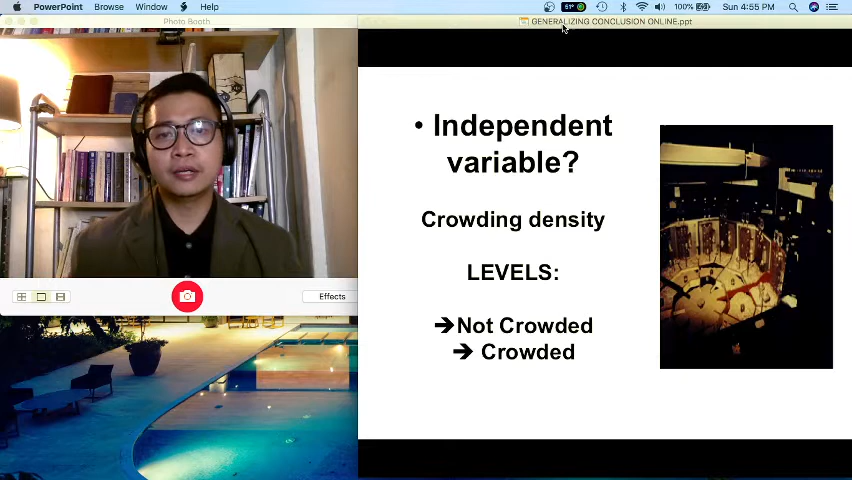 PowerPoint Browse Window Help
51° 100% Sun 4:55 PM
Photo Booth
GENERALIZING CONCLUSION ONLINE.ppt
• Independent
variable?
Crowding density
LEVELS:
➔Not Crowded
➔ Crowded
Effects